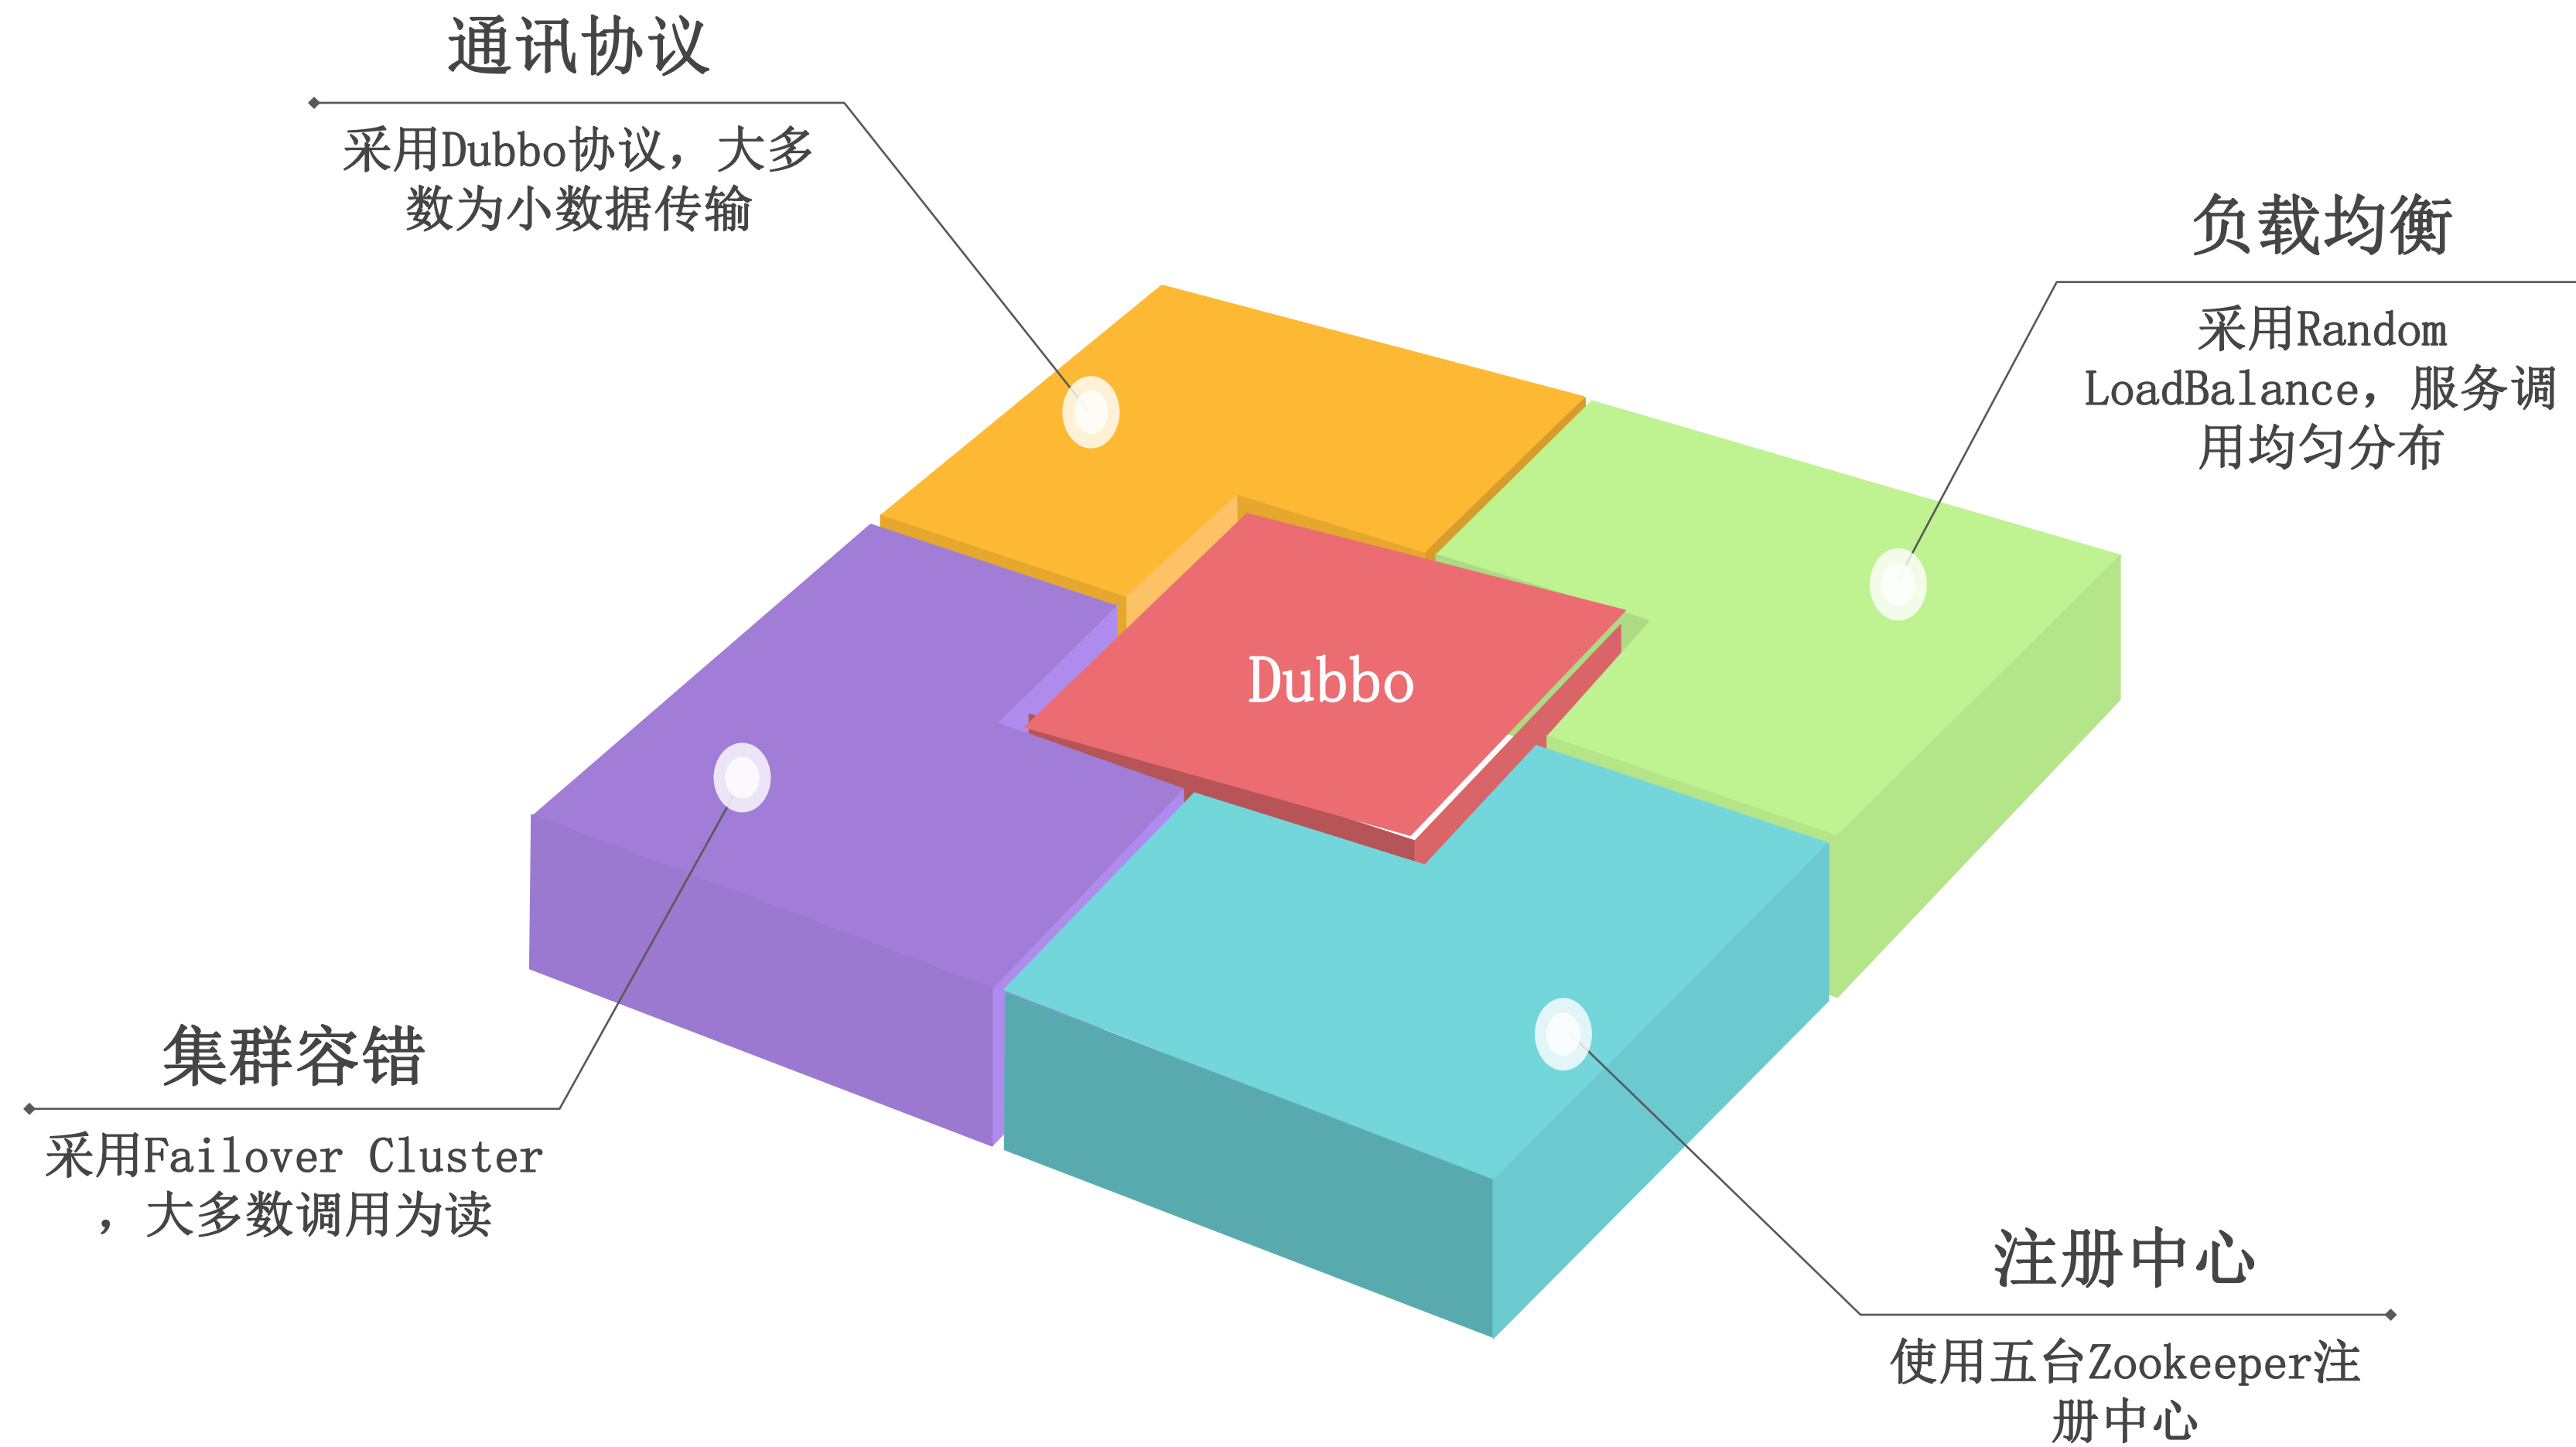 通讯协议
采用Dubbo协议，大多
数为小数据传输
负载均衡
采用Random
LoadBalance，服务调
用均匀分布
Dubbo
集群容错
采用Failover Cluster
，大多数调用为读
注册中心
使用五台Zookeeper注
册中心